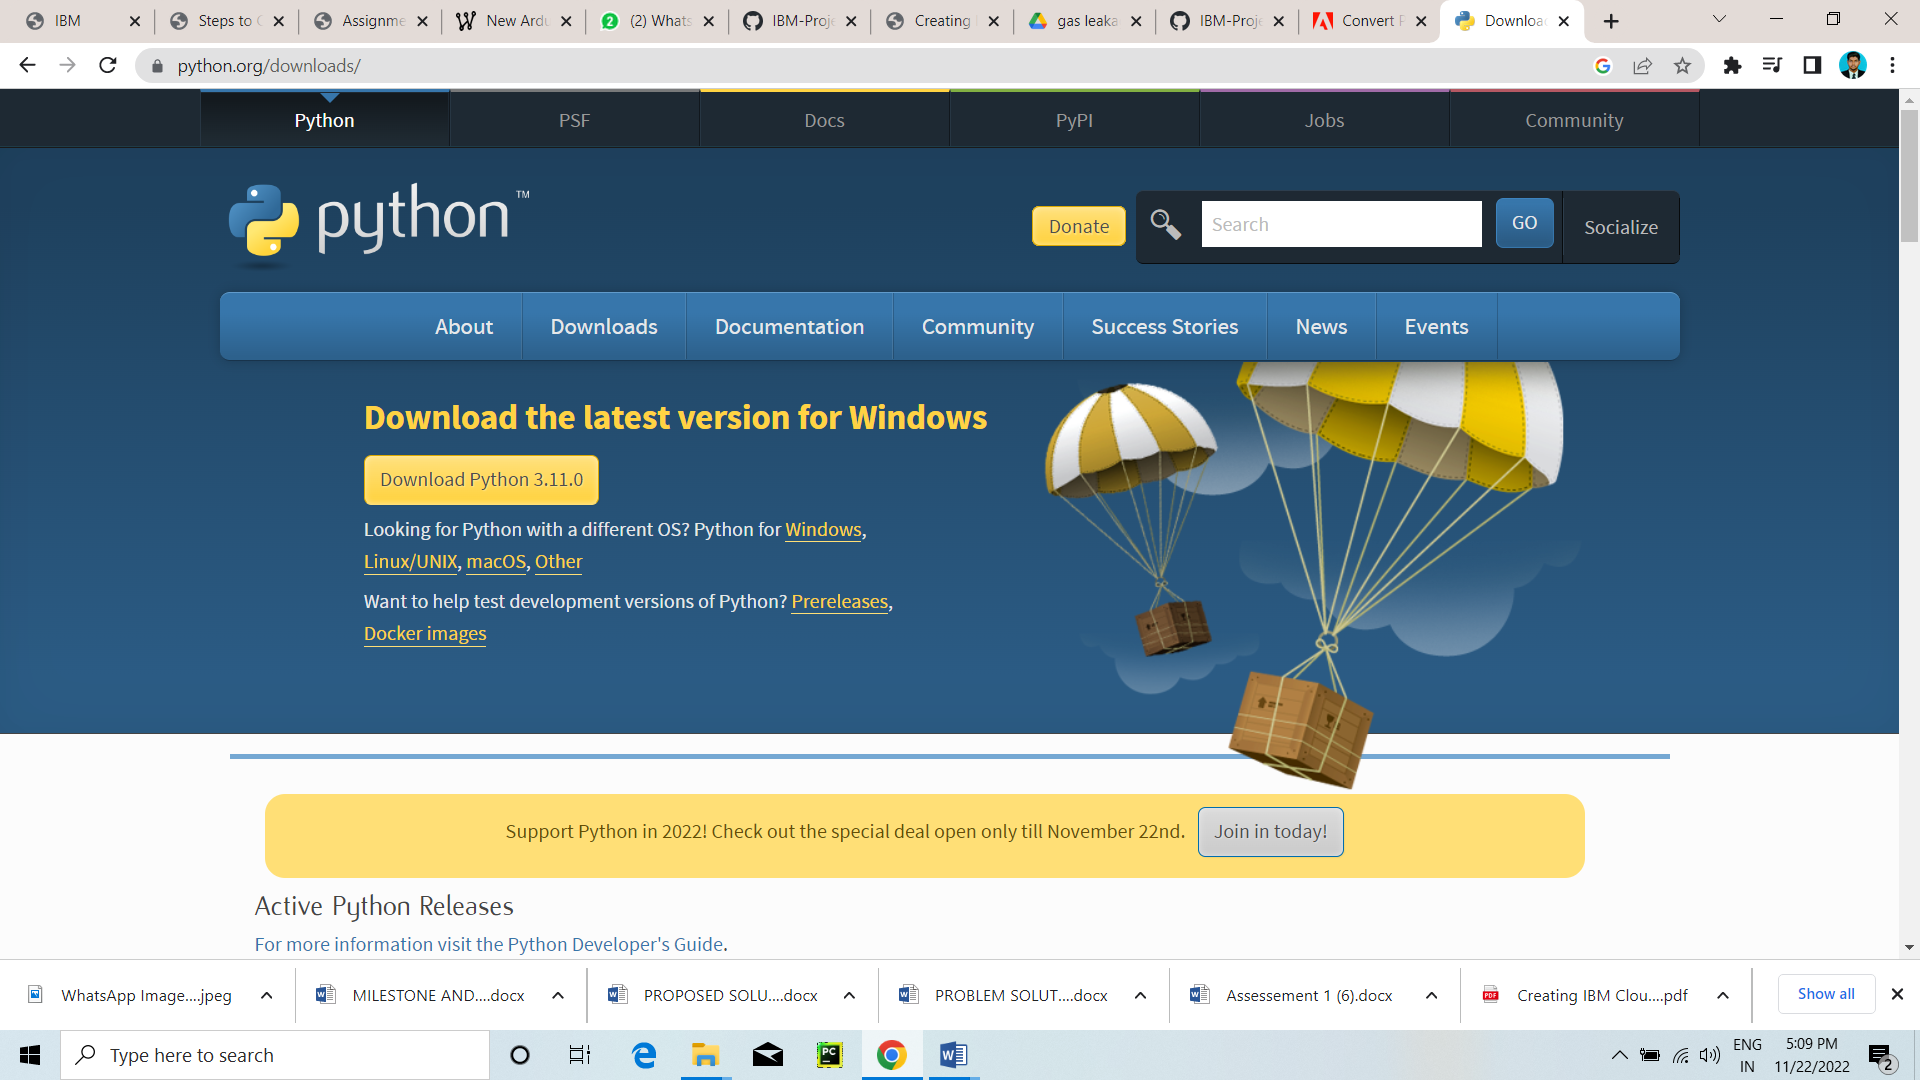 IBM
Steps to
Assignme
New Ard
(2) Whats
IBM-Proj
Creating
gas leaka
IBM-Proj
Convert
Downloa
python.org/downloads/
Python
PSF
Docs
PyPI
Jobs
Community
python™
Donate
Search
GO
Socialize
About
Downloads
Documentation
Community
Success Stories
News
Events
Download the latest version for Windows
Download Python 3.11.0
Looking for Python with a different OS? Python for Windows,
Linux/UNIX, macOS, Other
Want to help test development versions of Python? Prereleases,
Docker images
Support Python in 2022! Check out the special deal open only till November 22nd.
Join in today!
Active Python Releases
For more information visit the Python Developer's Guide.
WhatsApp Image....jpeg
MILESTONE AND....docx
PROPOSED SOLU....docx
PROBLEM SOLUT....docx
Assessement 1 (6).docx
Creating IBM Clou....pdf
Show all
Type here to search
ENG
IN
5:09 PM
11/22/2022
2